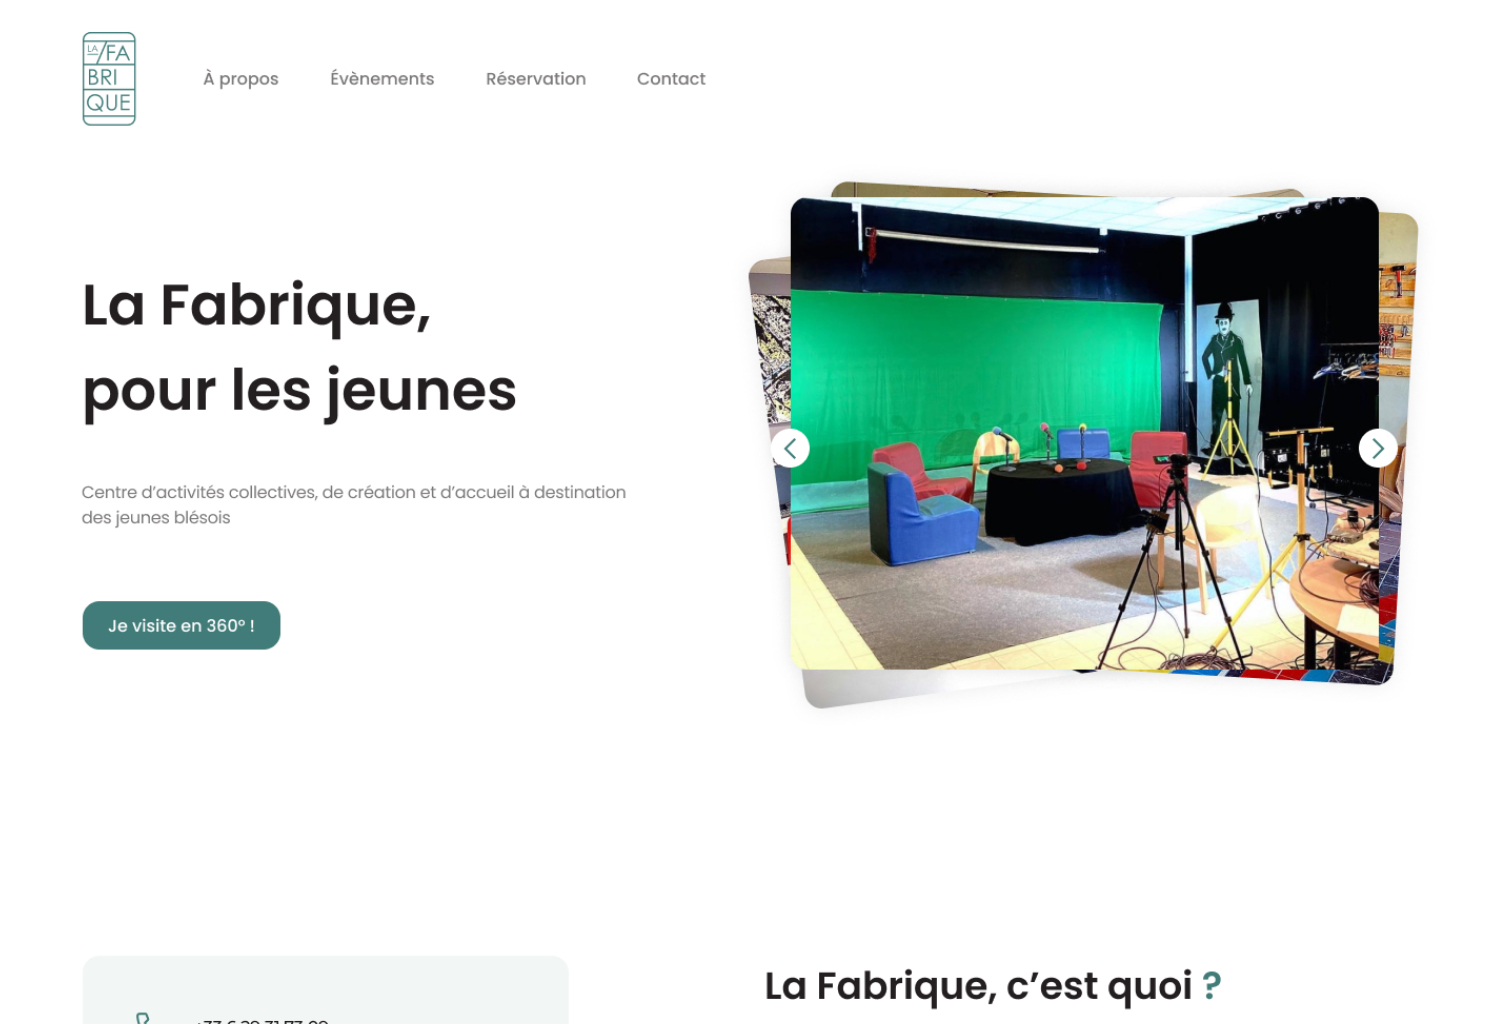 LA FA
BRI
QUE
À propos
Évènements
Réservation
Contact
La Fabrique,
pour les jeunes
Centre d’activités collectives, de création et d’accueil à destination
des jeunes blésois
Je visite en 360° !
La Fabrique, c’est quoi ?